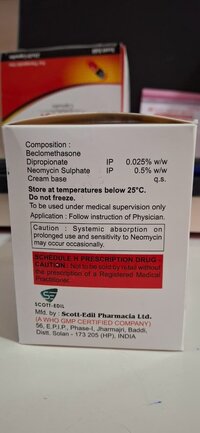 Composition :
Beclomethasone
Dipropionate : IP 0.025% w/w
Neomycin Sulphate : IP 0.5% w/w
Cream base q.s.
Store at temperatures below 25°C.
Do not freeze.
To be used under medical supervision only
Application : Follow instruction of Physician.
Caution : Systemic absorption on
prolonged use and sensitivity to Neomycin
may occur occasionally.
SCHEDULE H PRESCRIPTION DRUG
CAUTION : Not to be sold by retail without
the prescription of a Registered Medical
Practitioner.
SCOTT-EDIL
Mfd. by : Scott-Edil Pharmacia Ltd.
(A WHO GMP CERTIFIED COMPANY)
56, E.P.I.P., Phase-I, Jharmajri, Baddi,
Distt. Solan - 173 205 (HP), INDIA